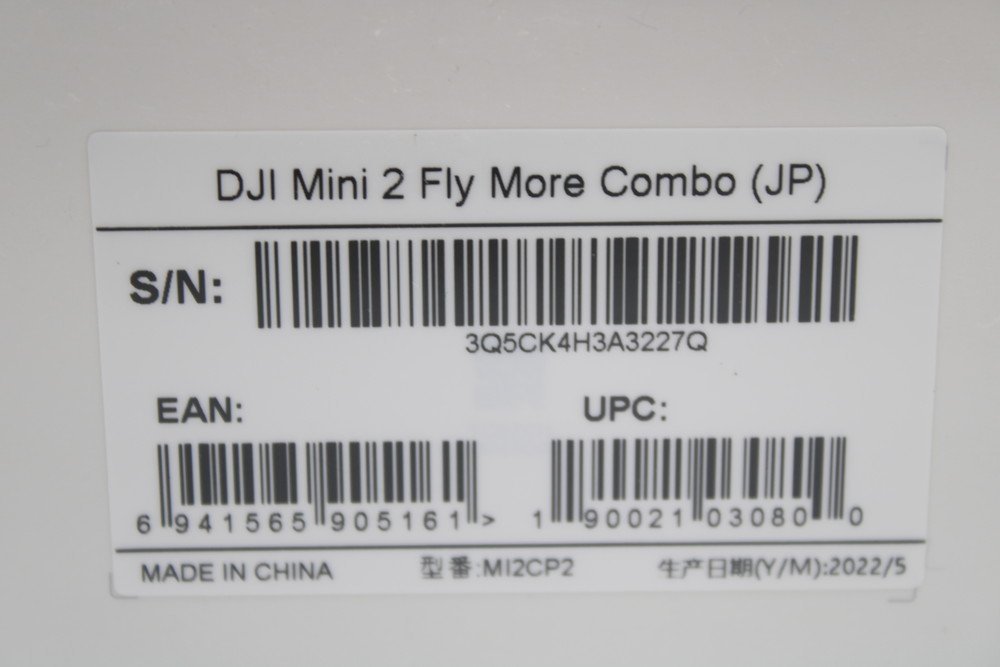 DJI Mini 2 Fly More Combo (JP)
S/N:
3Q5CK4H3A3227Q
EAN: UPC:
6 941565 905161 > 1 90021 03080 0
MADE IN CHINA 型番:MI2CP2 生产日期(Y/M):2022/5